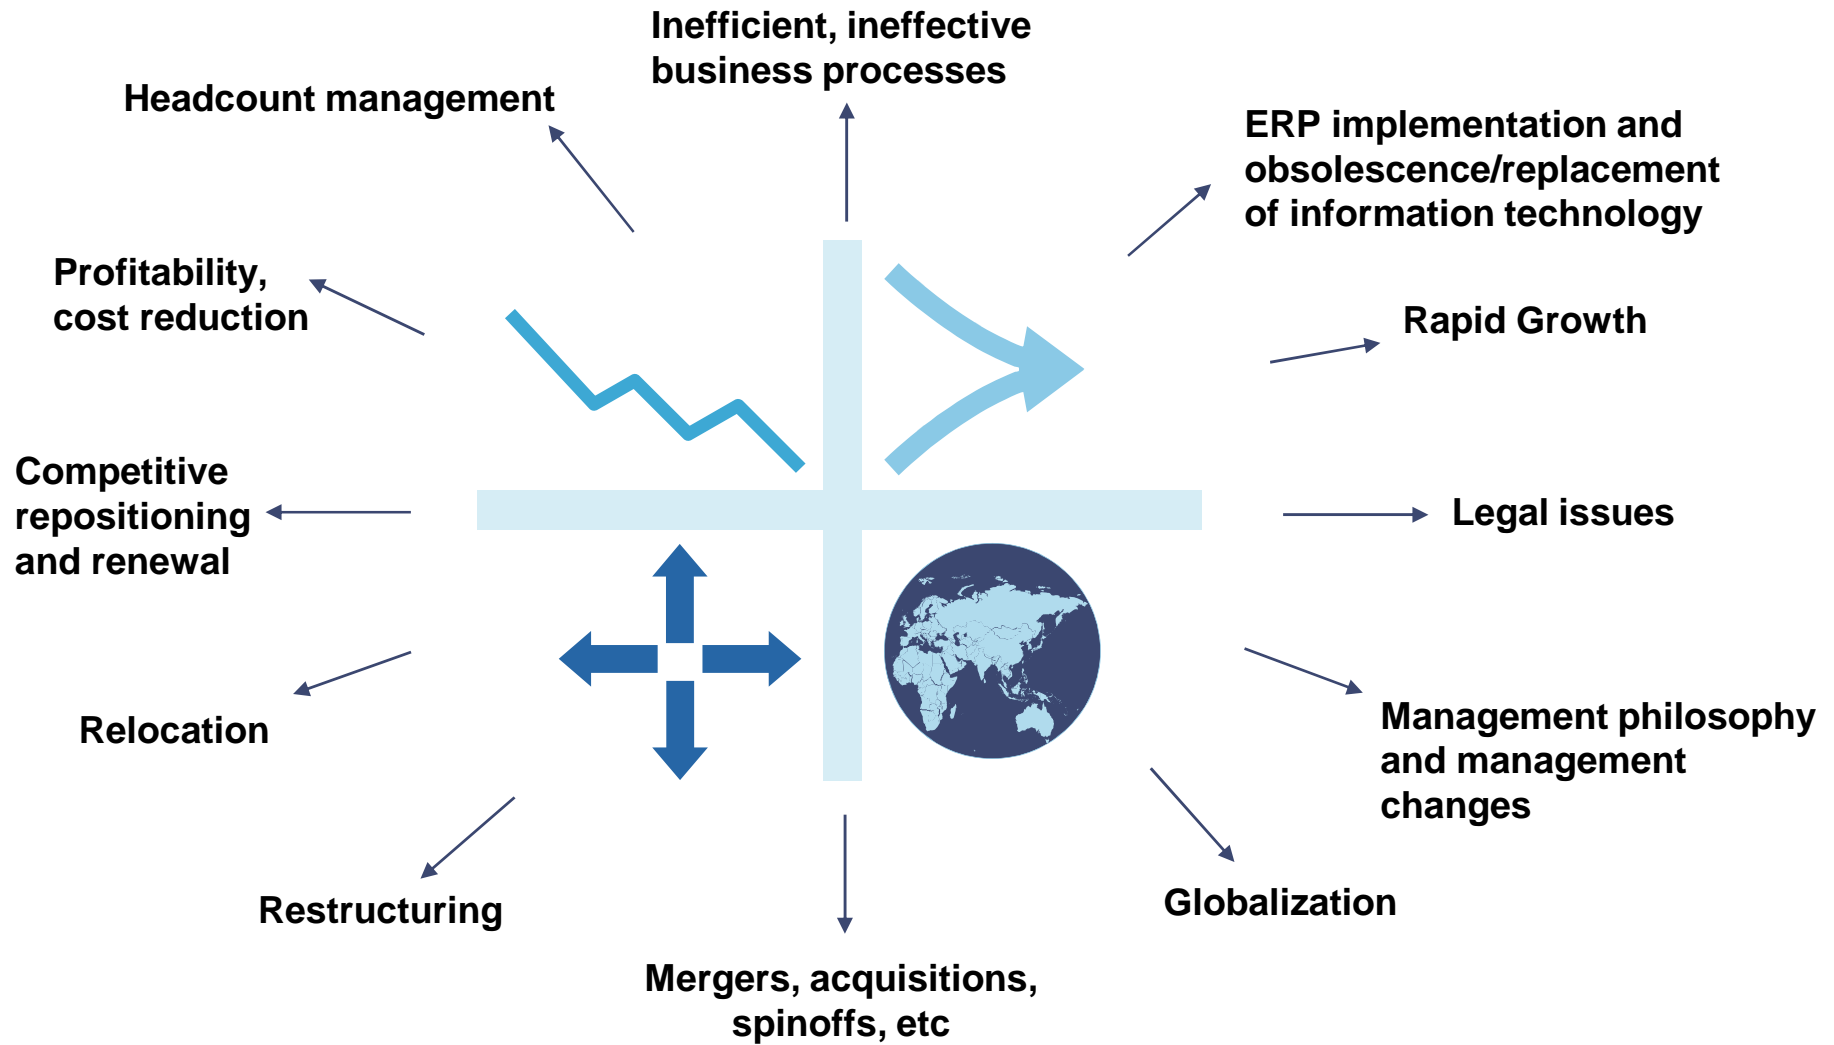 Inefficient, ineffective
business processes
Headcount management
ERP implementation and
obsolescence/replacement
of information technology
Profitability,
cost reduction
Rapid Growth
Competitive
repositioning
and renewal
Legal issues
Relocation
Management philosophy
and management
changes
Restructuring
Globalization
Mergers, acquisitions,
spinoffs, etc